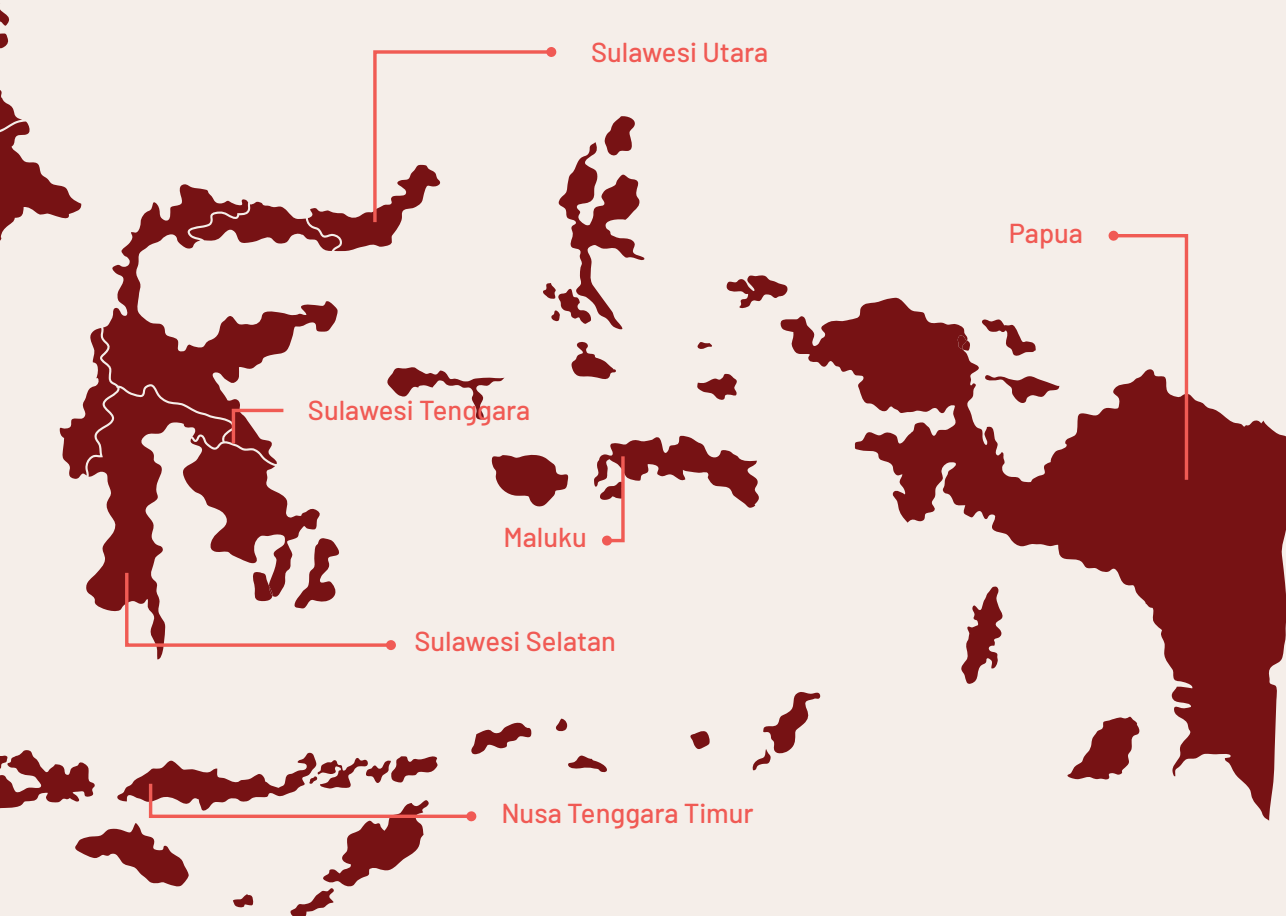 Sulawesi Utara
Papua
Sulawesi Tenggara
Maluku
Sulawesi Selatan
Nusa Tenggara Timur